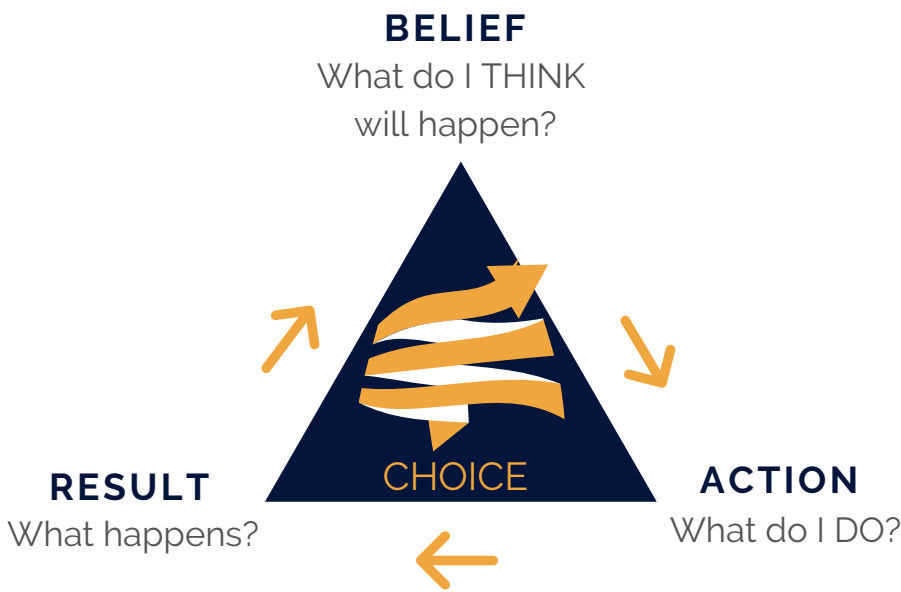 BELIEF
What do I THINK
will happen?
CHOICE
RESULT
What happens?
ACTION
What do I DO?